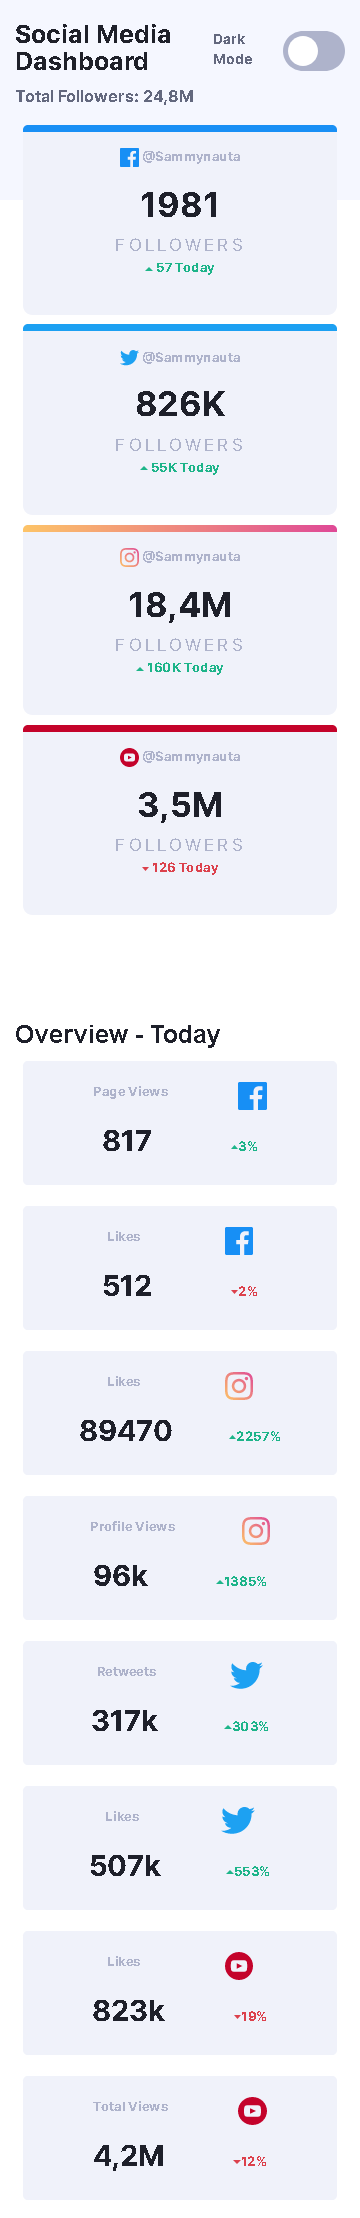 Social Media
Dashboard
Dark
Mode
Total Followers: 24,8M
@Sammynauta
1981
FOLLOWERS
57 Today
@Sammynauta
826K
FOLLOWERS
55K Today
@Sammynauta
18,4M
FOLLOWERS
160K Today
@Sammynauta
3,5M
FOLLOWERS
126 Today
Overview - Today
Page Views
817
3%
Likes
512
2%
Likes
89470
2257%
Profile Views
96k
1385%
Retweets
317k
303%
Likes
507k
553%
Likes
823k
19%
Total Views
4,2M
12%